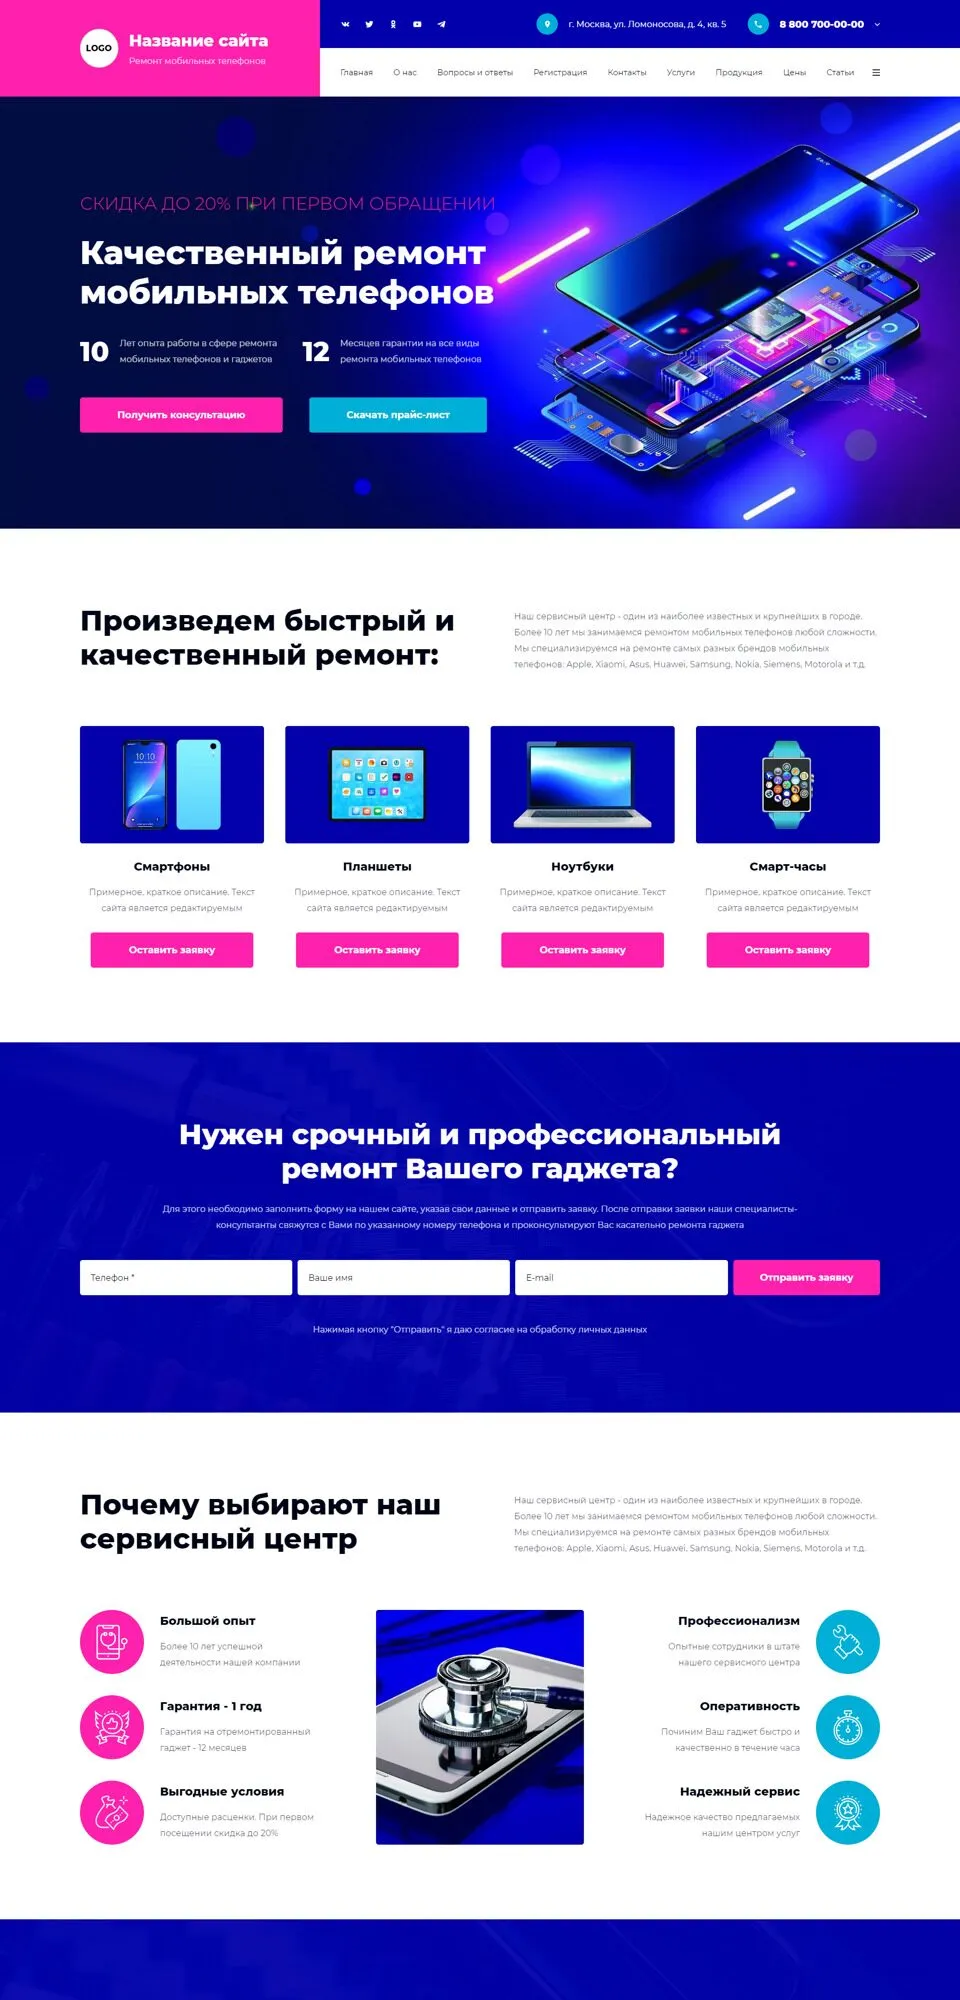 LOGO
Название сайта
Ремонт мобильных телефонов
г. Москва, ул. Ломоносова, д. 4, кв. 5
8 800 700-00-00
Главная
О нас
Вопросы и ответы
Регистрация
Контакты
Услуги
Продукция
Цены
Статьи
СКИДКА ДО 20% ПРИ ПЕРВОМ ОБРАЩЕНИИ
Качественный ремонт
мобильных телефонов
10
Лет опыта работы в сфере ремонта
мобильных телефонов и гаджетов
12
Месяцев гарантии на все виды
ремонта мобильных телефонов
Получить консультацию
Скачать прайс-лист
Произведем быстрый и
качественный ремонт:
Наш сервисный центр - один из наиболее известных и крупнейших в городе.
Более 10 лет мы занимаемся ремонтом мобильных телефонов любой сложности.
Мы специализируемся на ремонте самых разных брендов мобильных
телефонов: Apple, Xiaomi, Asus, Huawei, Samsung, Nokia, Siemens, Motorola и т.д.
10:10
Смартфоны
Примерное, краткое описание. Текст
сайта является редактируемым
Оставить заявку
Планшеты
Примерное, краткое описание. Текст
сайта является редактируемым
Оставить заявку
Ноутбуки
Примерное, краткое описание. Текст
сайта является редактируемым
Оставить заявку
Смарт-часы
Примерное, краткое описание. Текст
сайта является редактируемым
Оставить заявку
Нужен срочный и профессиональный
ремонт Вашего гаджета?
Для этого необходимо заполнить форму на нашем сайте, указав свои данные и отправить заявку. После отправки заявки наши специалисты-
консультанты свяжутся с Вами по указанному номеру телефона и проконсультируют Вас касательно ремонта гаджета
Телефон *
Ваше имя
E-mail
Отправить заявку
Нажимая кнопку "Отправить" я даю согласие на обработку личных данных
Почему выбирают наш
сервисный центр
Наш сервисный центр - один из наиболее известных и крупнейших в городе.
Более 10 лет мы занимаемся ремонтом мобильных телефонов любой сложности.
Мы специализируемся на ремонте самых разных брендов мобильных
телефонов: Apple, Xiaomi, Asus, Huawei, Samsung, Nokia, Siemens, Motorola и т.д.
Большой опыт
Более 10 лет успешной
деятельности нашей компании
Гарантия - 1 год
Гарантия на отремонтированный
гаджет - 12 месяцев
Выгодные условия
Доступные расценки. При первом
посещении скидка до 20%
Профессионализм
Опытные сотрудники в штате
нашего сервисного центра
Оперативность
Починим Ваш гаджет быстро и
качественно в течение часа
Надежный сервис
Надежное качество предлагаемых
нашим центром услуг